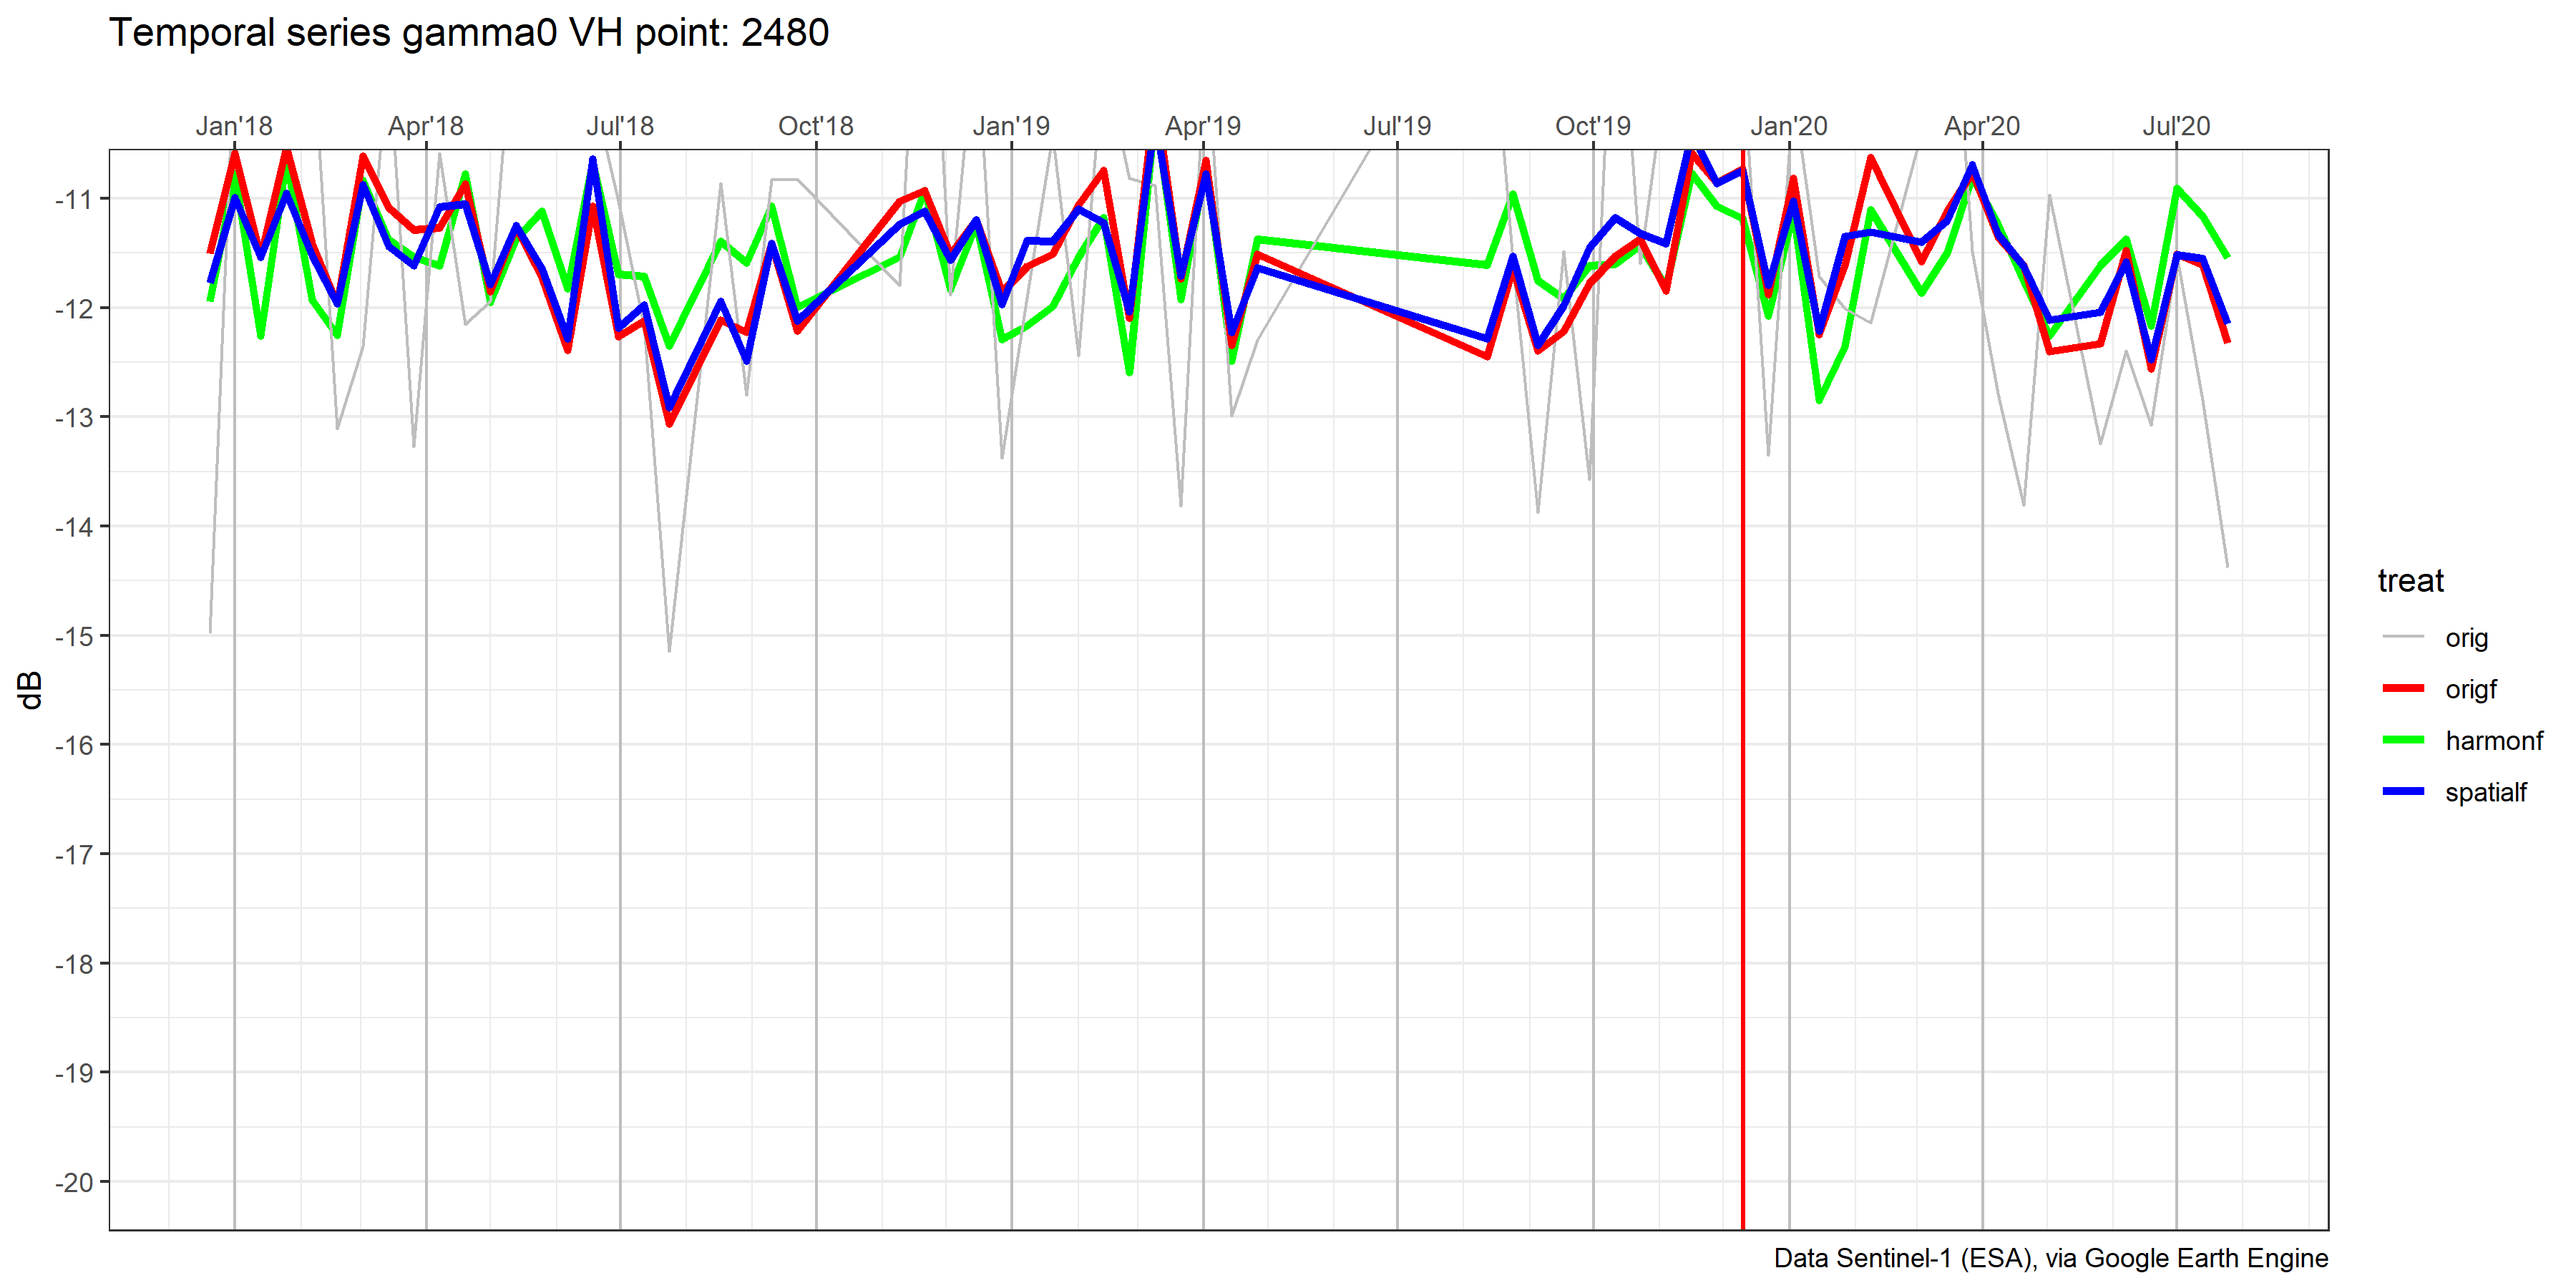 Temporal series gamma0 VH point: 2480
Jan'18 Apr'18 Jul'18 Oct'18 Jan'19 Apr'19 Jul'19 Oct'19 Jan'20 Apr'20 Jul'20
-11
-12
-13
-14
-15
-16
-17
-18
-19
-20
dB
treat
orig
origf
harmonf
spatialf
Data Sentinel-1 (ESA), via Google Earth Engine